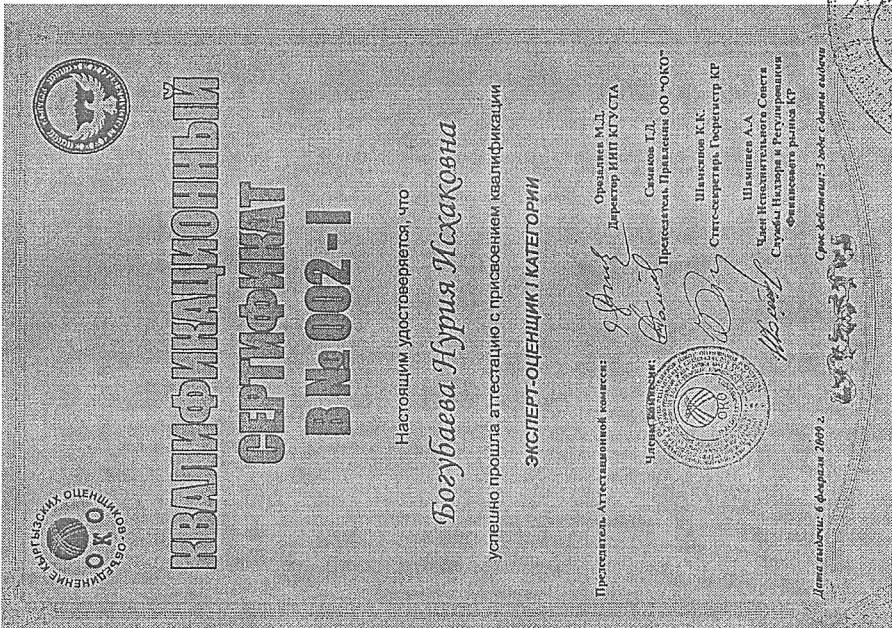 ОБЪЕДИНЕНИЕ КЫРГЫЗСКИХ ОЦЕНЩИКОВ
ОКО
КВАЛИФИКАЦИОННЫЙ
СЕРТИФИКАТ
В № 002 - I
Настоящим удостоверяется, что
Богубаева Нурия Исхаковна
успешно прошла аттестацию с присвоением квалификации
ЭКСПЕРТ-ОЦЕНЩИК I КАТЕГОРИИ
Председатель Аттестационной комиссии:
Орозалиев М.Д.
Директор ИИП КГУСТА
Члены комиссии:
Самаков Т.Д.
Председатель Правления ОО "ОКО"
К.К.
Статс-секретарь Госрегистр КР
А.А
Член Исполнительного Совета
Службы Надзора и Регулирования
Финансового рынка КР
Дата выдачи: 6 февраля 2009 г.
Срок действия: 3 года с даты выдачи